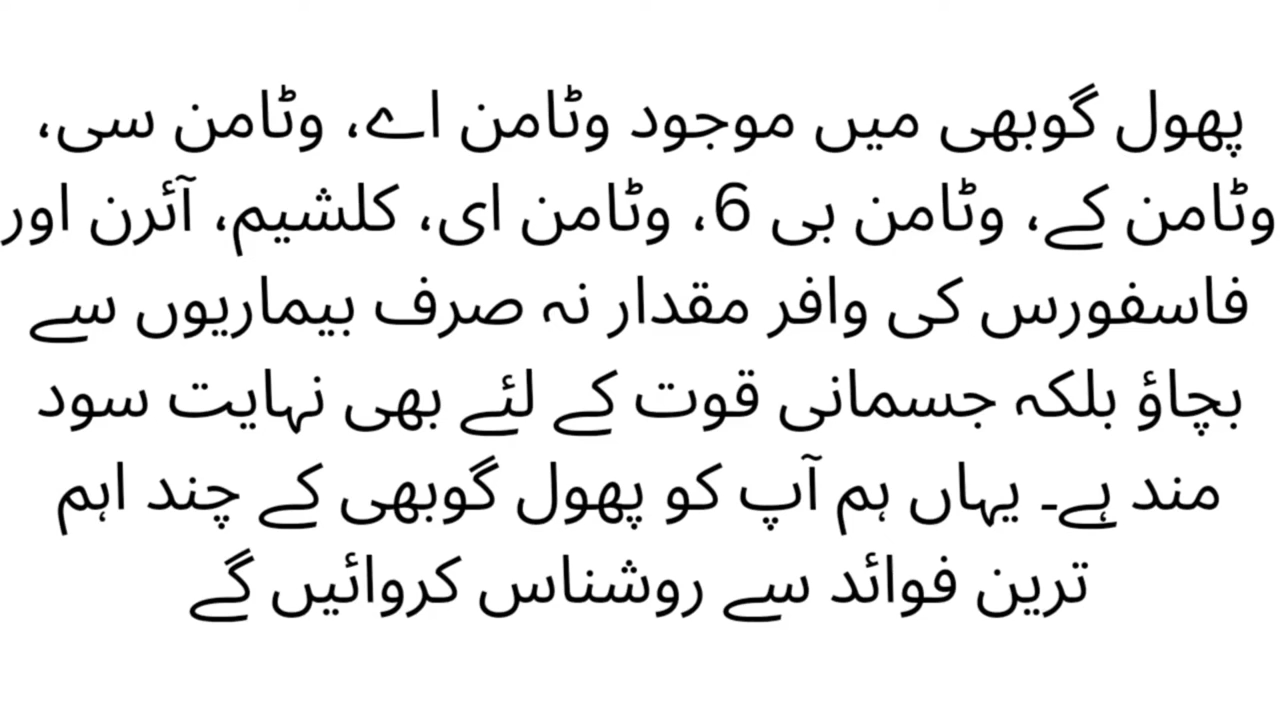 پھول گوبھی میں موجود وٹامن اے، وٹامن سی،
وٹامن کے، وٹامن بی 6، وٹامن ای، کلشیم، آئرن اور
فاسفورس کی وافر مقدار نہ صرف بیماریوں سے
بچاؤ بلکہ جسمانی قوت کے لئے بھی نہایت سود
مند ہے۔ یہاں ہم آپ کو پھول گوبھی کے چند اہم
ترین فوائد سے روشناس کروائیں گے